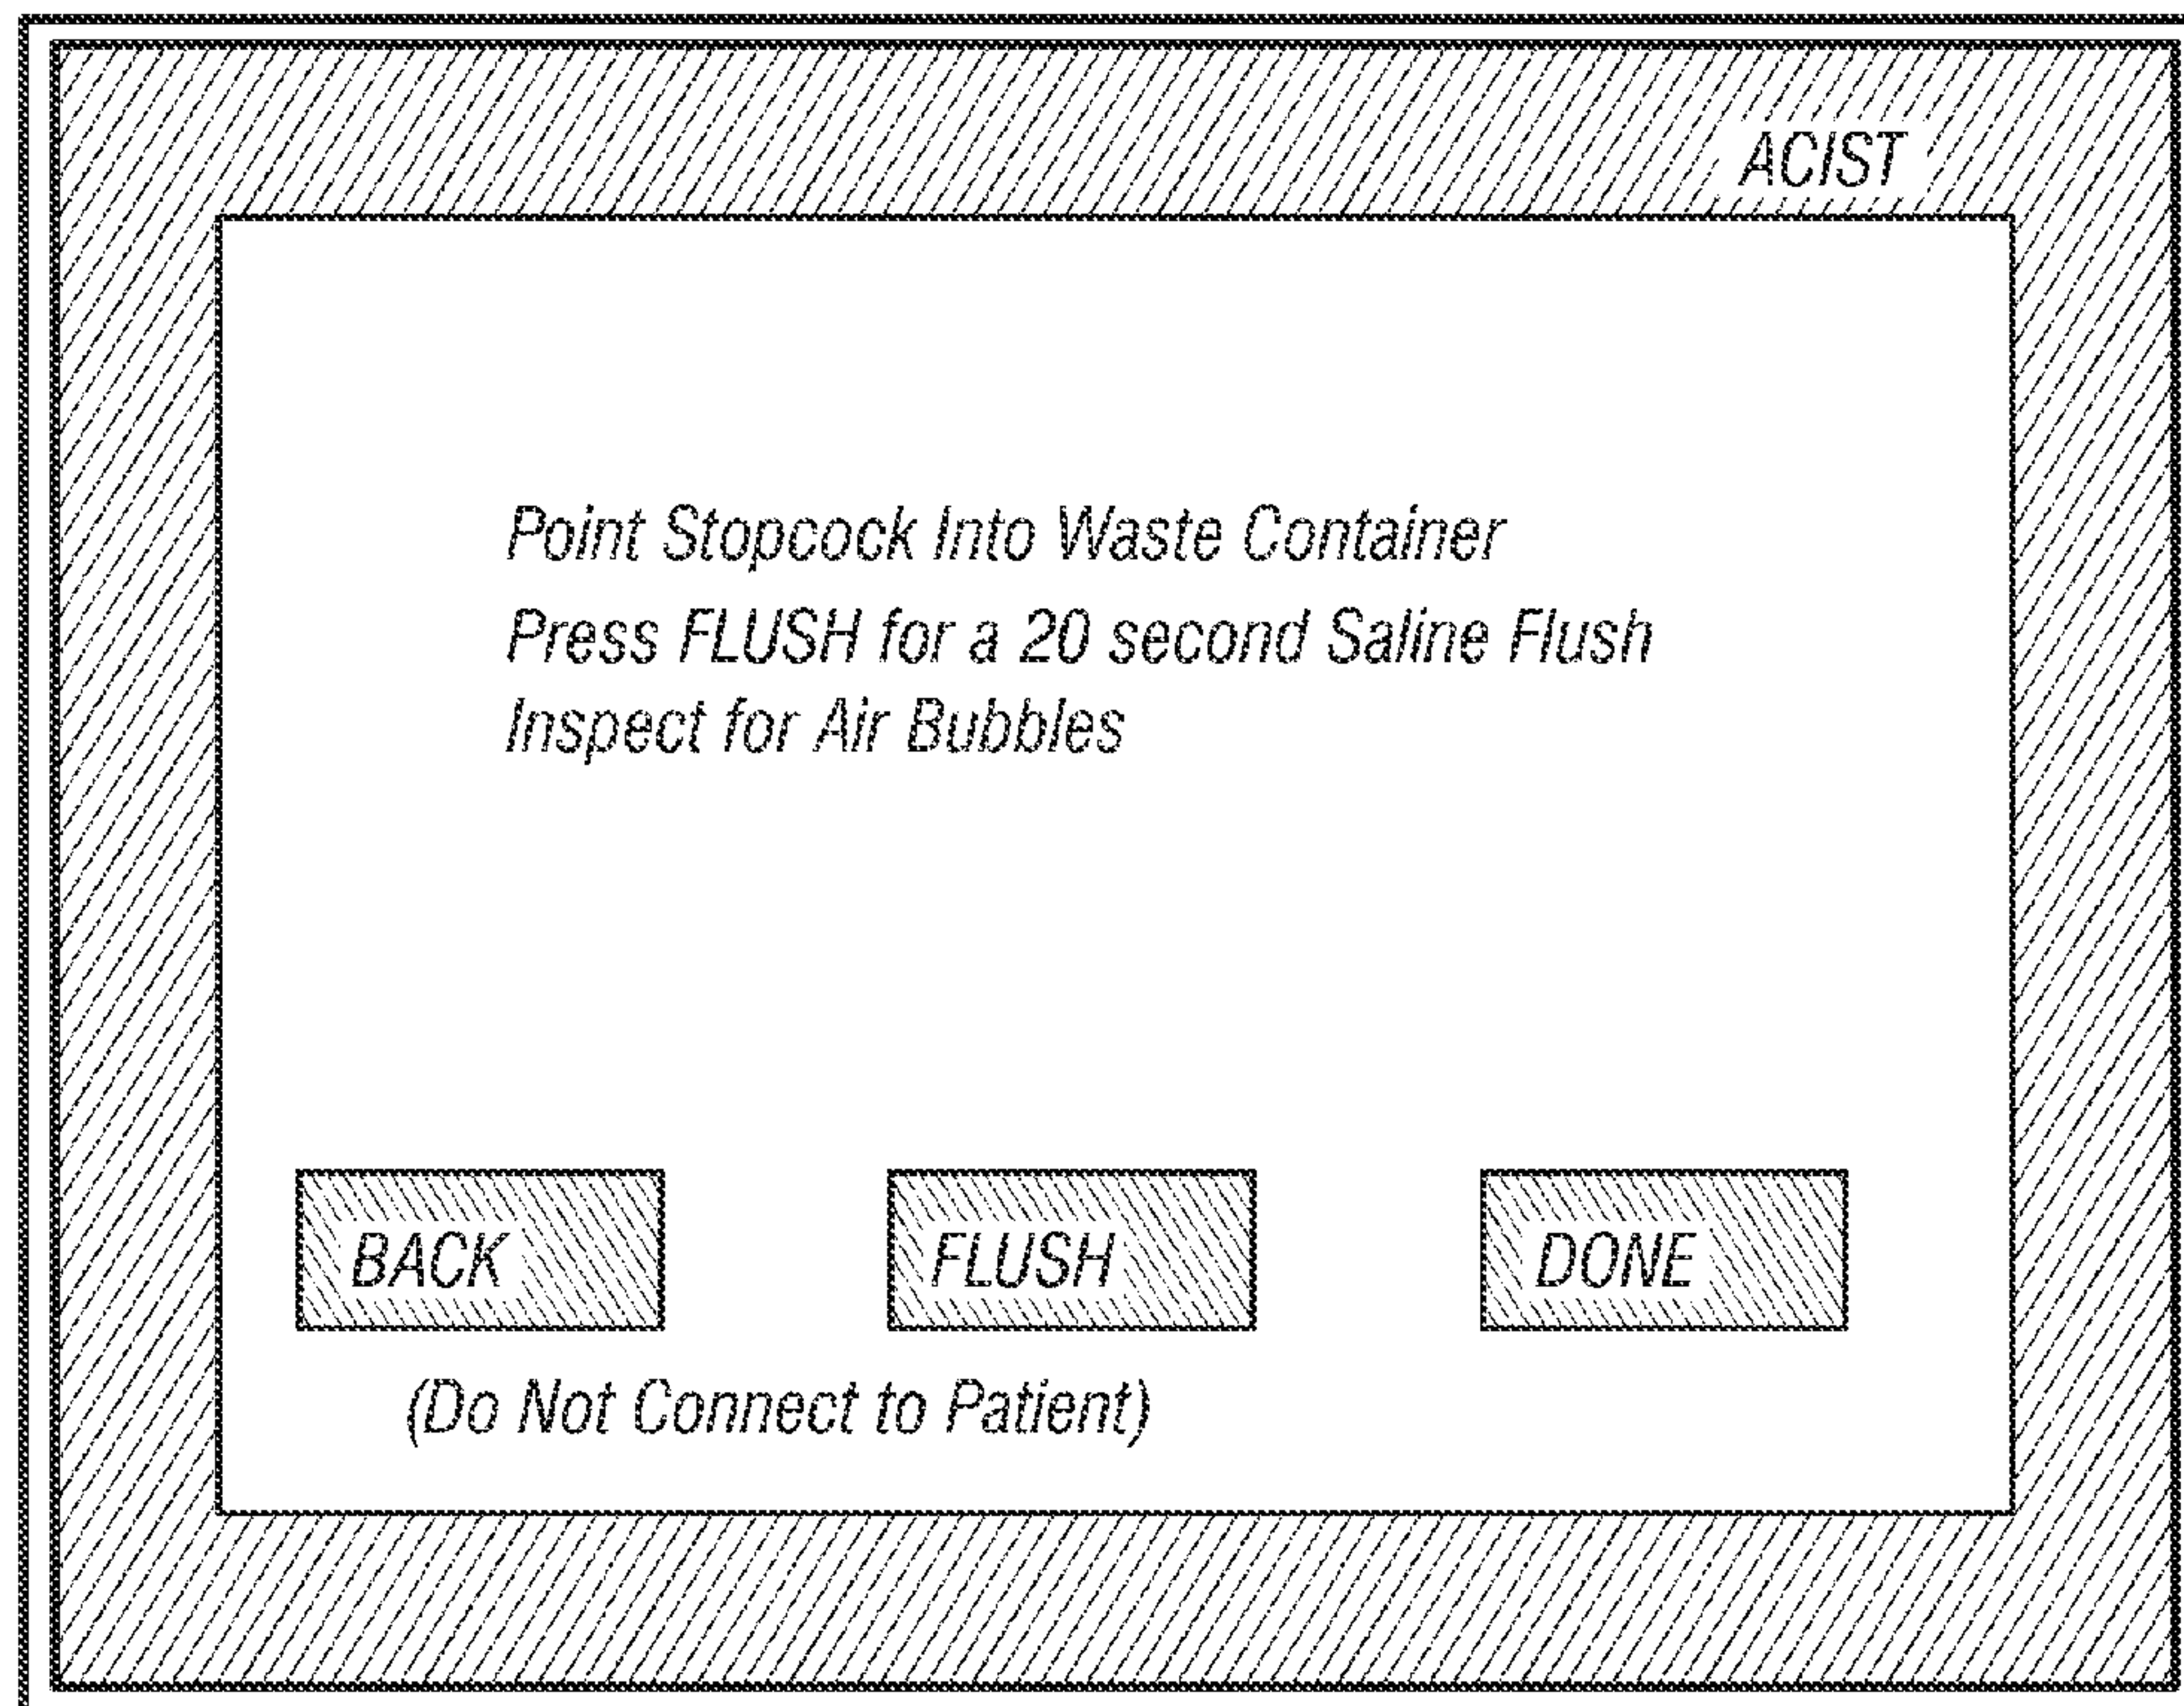 ACIST
Point Stopcock Into Waste Container
Press FLUSH for a 20 second Saline Flush
Inspect for Air Bubbles
BACK
FLUSH
DONE
(Do Not Connect to Patient)